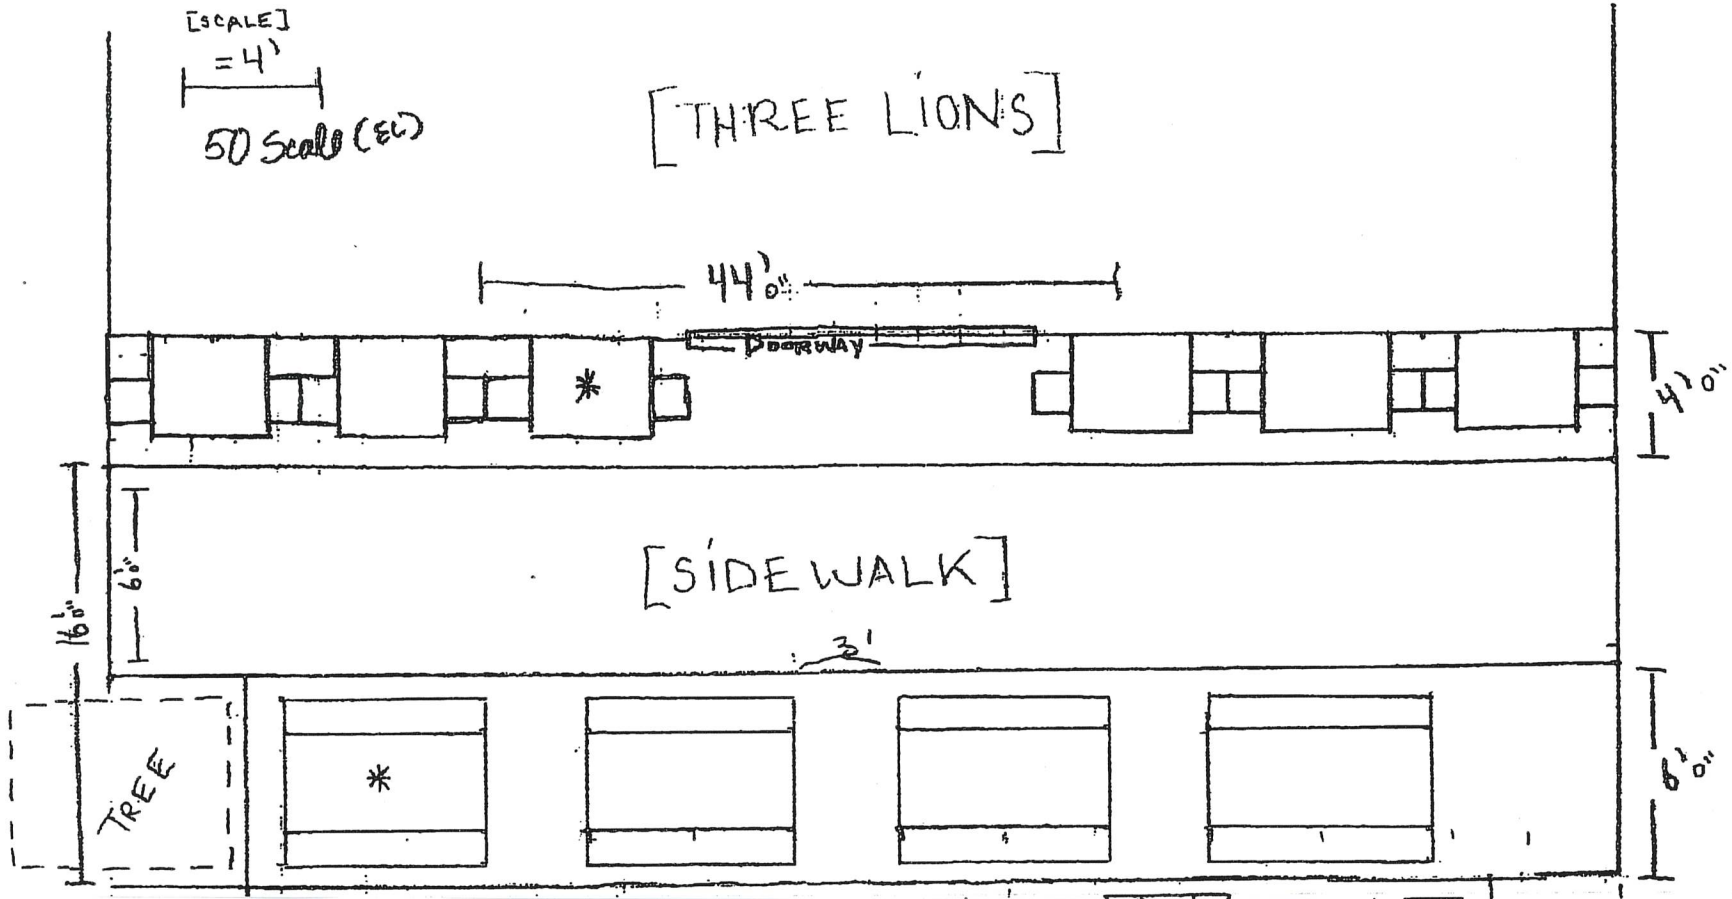 [SCALE]
= 4'
50 Scale (EL)
[THREE LIONS]
44' 0"
DOORWAY
*
4' 0"
6' 0"
16' 0"
[SIDEWALK]
3'
TREE
*
6' 0"